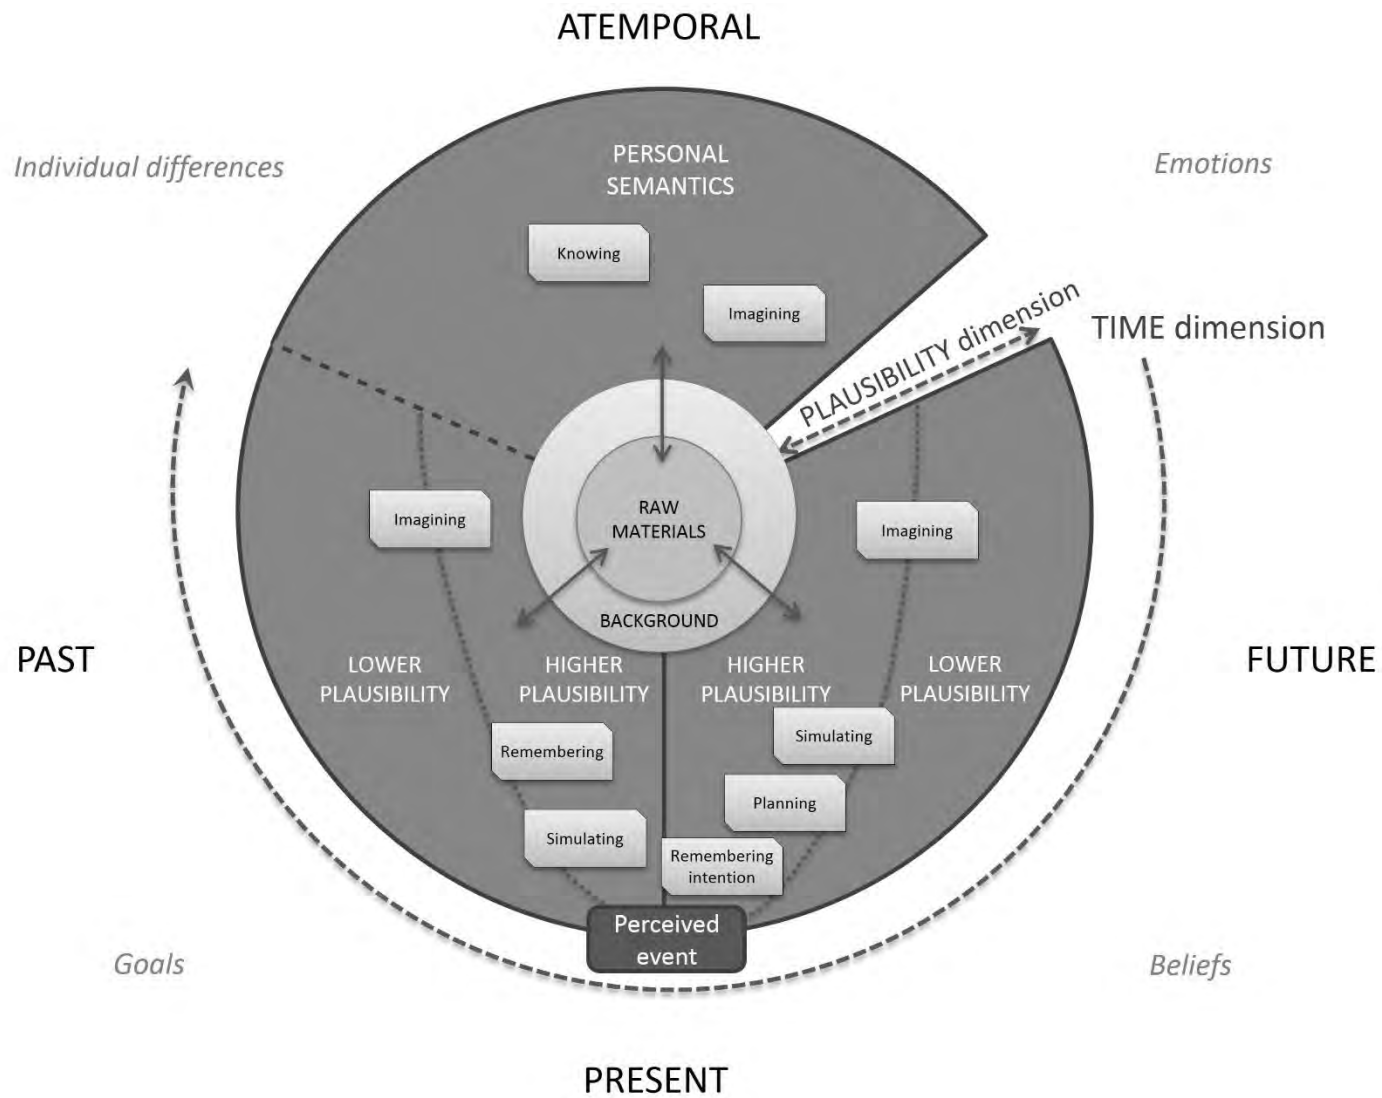 ATEMPORAL
Individual differences
Emotions
PERSONAL
SEMANTICS
Knowing
Imagining
PLAUSIBILITY dimension
TIME dimension
Imagining
RAW
MATERIALS
Imagining
BACKGROUND
PAST
LOWER
PLAUSIBILITY
HIGHER
PLAUSIBILITY
HIGHER
PLAUSIBILITY
LOWER
PLAUSIBILITY
FUTURE
Remembering
Simulating
Planning
Simulating
Remembering
intention
Perceived
event
Goals
Beliefs
PRESENT